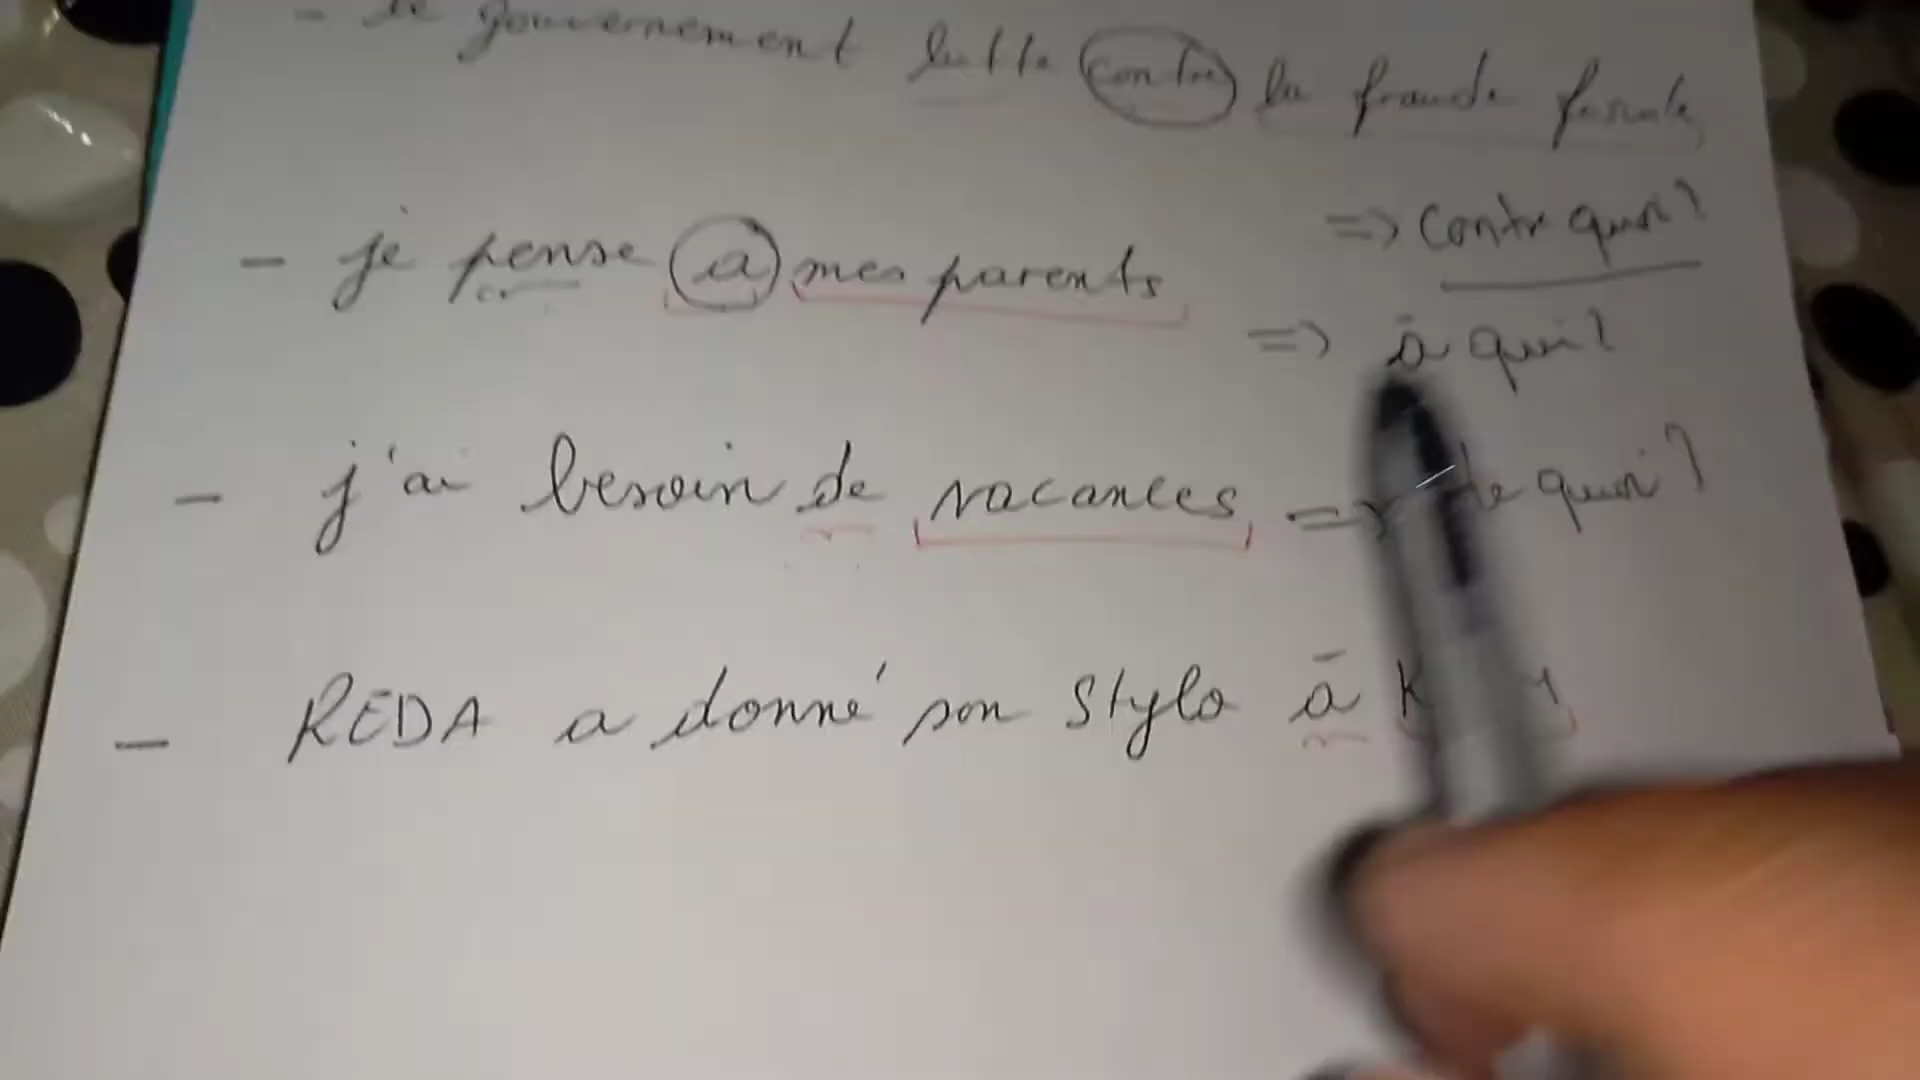 - le gouvernement lutte contre la fraude fiscale
=> contre quoi?
- je pense à mes parents
=> à qui?
- j'ai besoin de vacances => de quoi?
- REDA a donné son stylo à